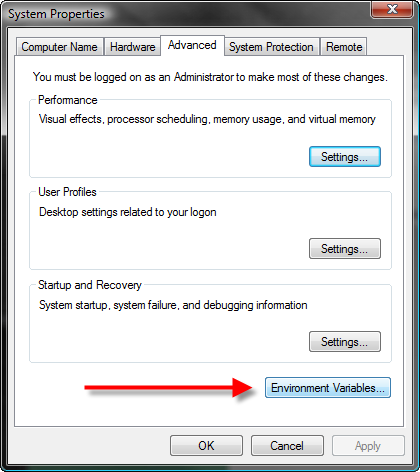 System Properties
Computer Name Hardware Advanced System Protection Remote
You must be logged on as an Administrator to make most of these changes.
Performance
Visual effects, processor scheduling, memory usage, and virtual memory
Settings...
User Profiles
Desktop settings related to your logon
Settings...
Startup and Recovery
System startup, system failure, and debugging information
Settings...
Environment Variables...
OK Cancel Apply